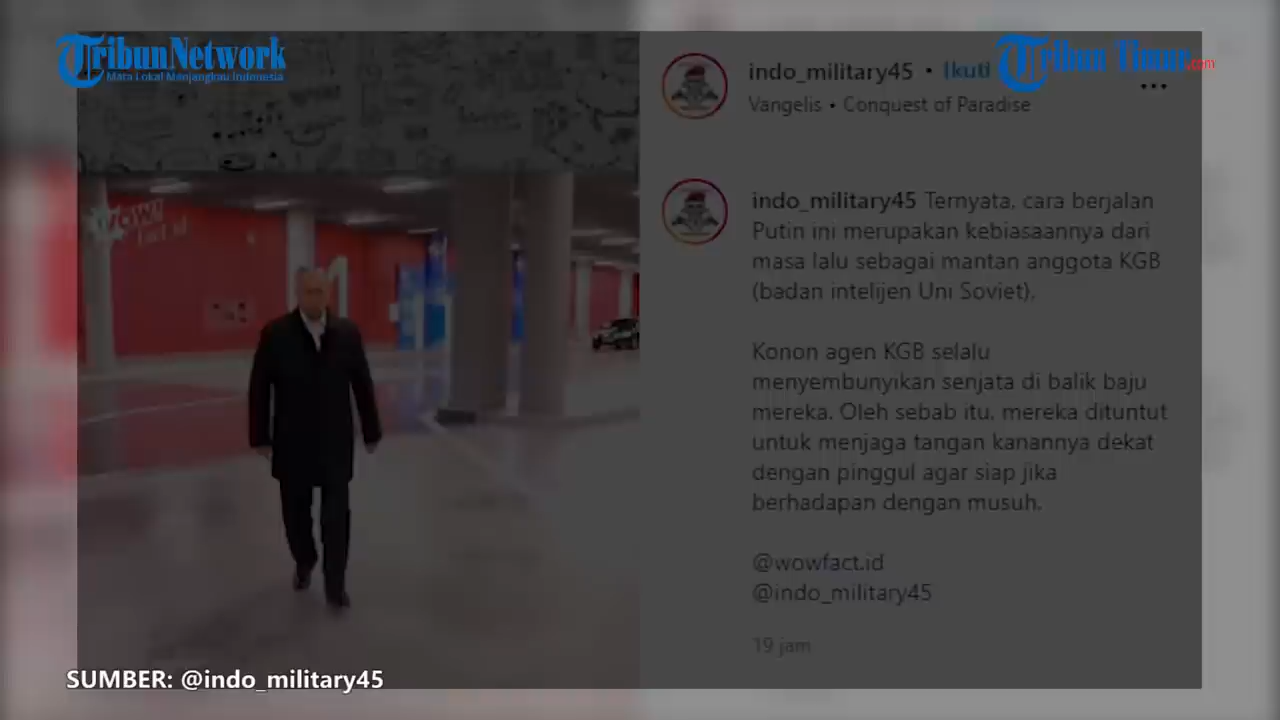 TribunNetwork
Mata Lokal Menjangkau Indonesia
Tribun Timur.com
indo_military45 • Ikuti
Vangelis • Conquest of Paradise
WOW!
fact.id
indo_military45 Ternyata, cara berjalan
Putin ini merupakan kebiasaannya dari
masa lalu sebagai mantan anggota KGB
(badan intelijen Uni Soviet).
Konon agen KGB selalu
menyembunyikan senjata di balik baju
mereka. Oleh sebab itu, mereka dituntut
untuk menjaga tangan kanannya dekat
dengan pinggul agar siap jika
berhadapan dengan musuh.
@wowfact.id
@indo_military45
19 jam
SUMBER: @indo_military45